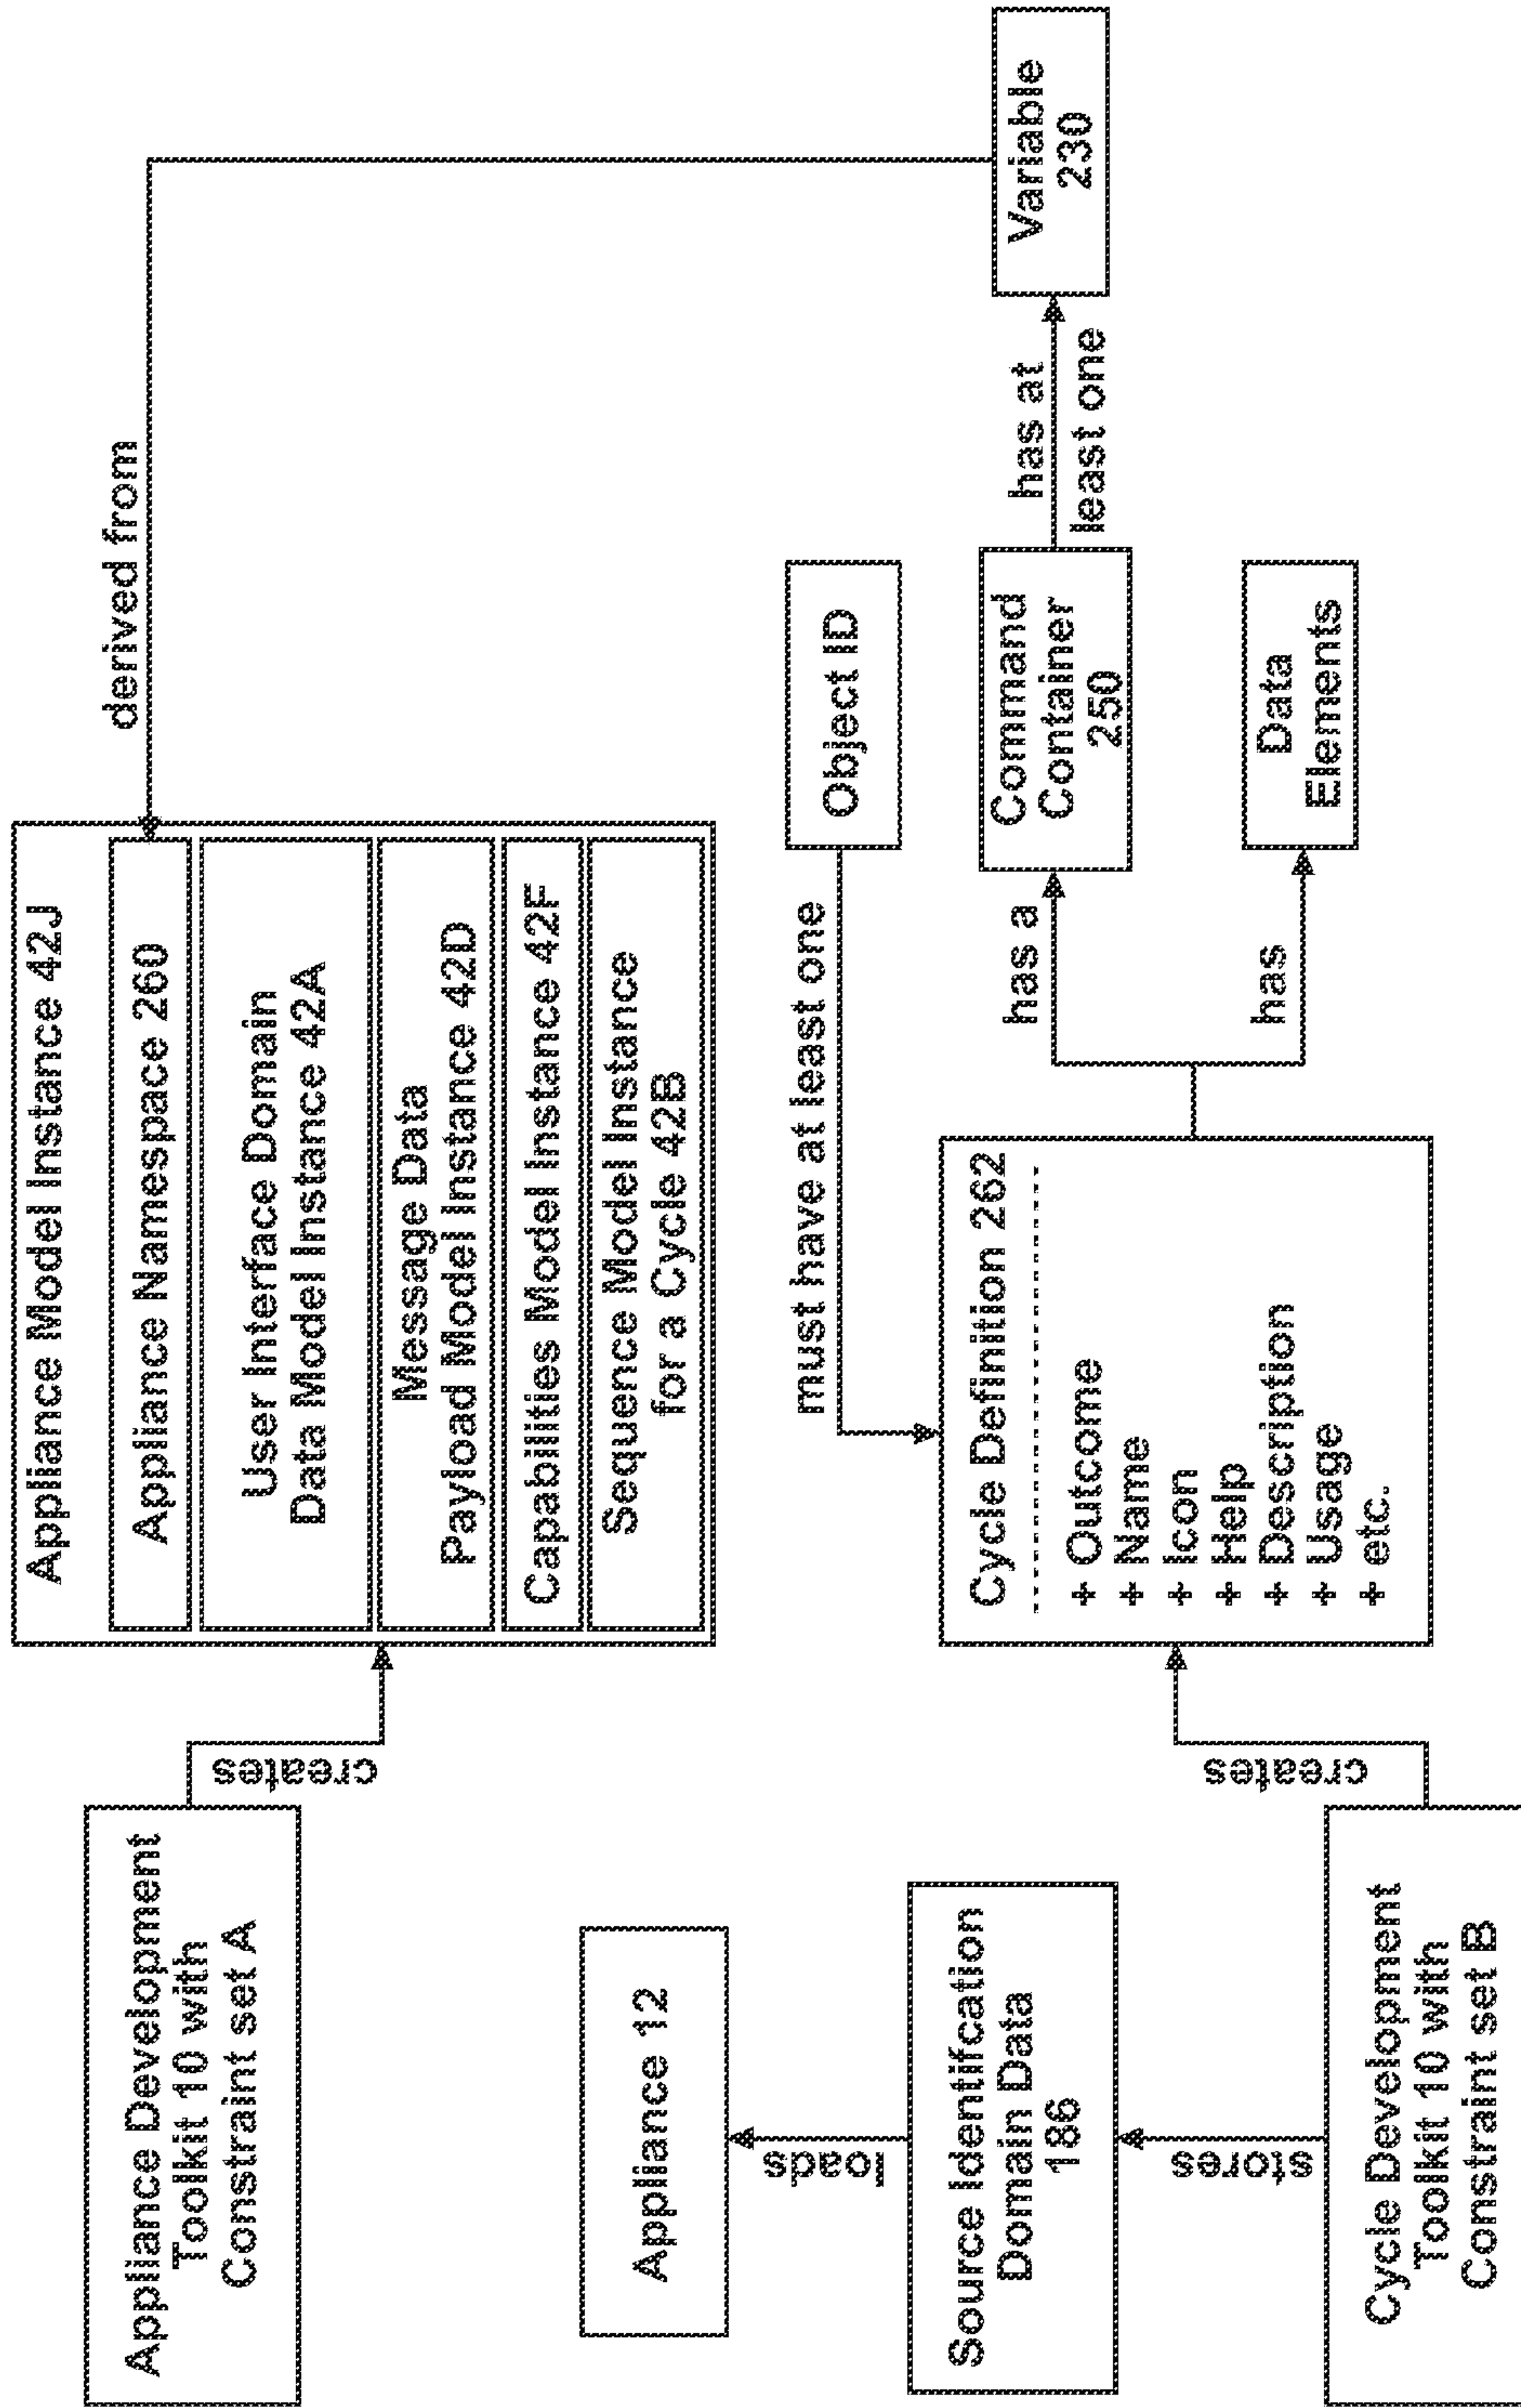 Appliance Development
Toolkit 10 with
Constraint set A
creates
Appliance Model Instance 42J
Appliance Namespace 260
User Interface Domain
Data Model Instance 42A
Message Data
Payload Model Instance 42D
Capabilities Model Instance 42F
Sequence Model Instance
for a Cycle 42B
derived from
Appliance 12
loads
Source Identifcation
Domain Data
186
stores
Cycle Development
Toolkit 10 with
Constraint set B
creates
Cycle Definition 262
+ Outcome
+ Name
+ Icon
+ Help
+ Description
+ Usage
+ etc.
must have at least one
Object ID
has a
Command
Container
250
has
Data
Elements
has at
least one
Variable
230